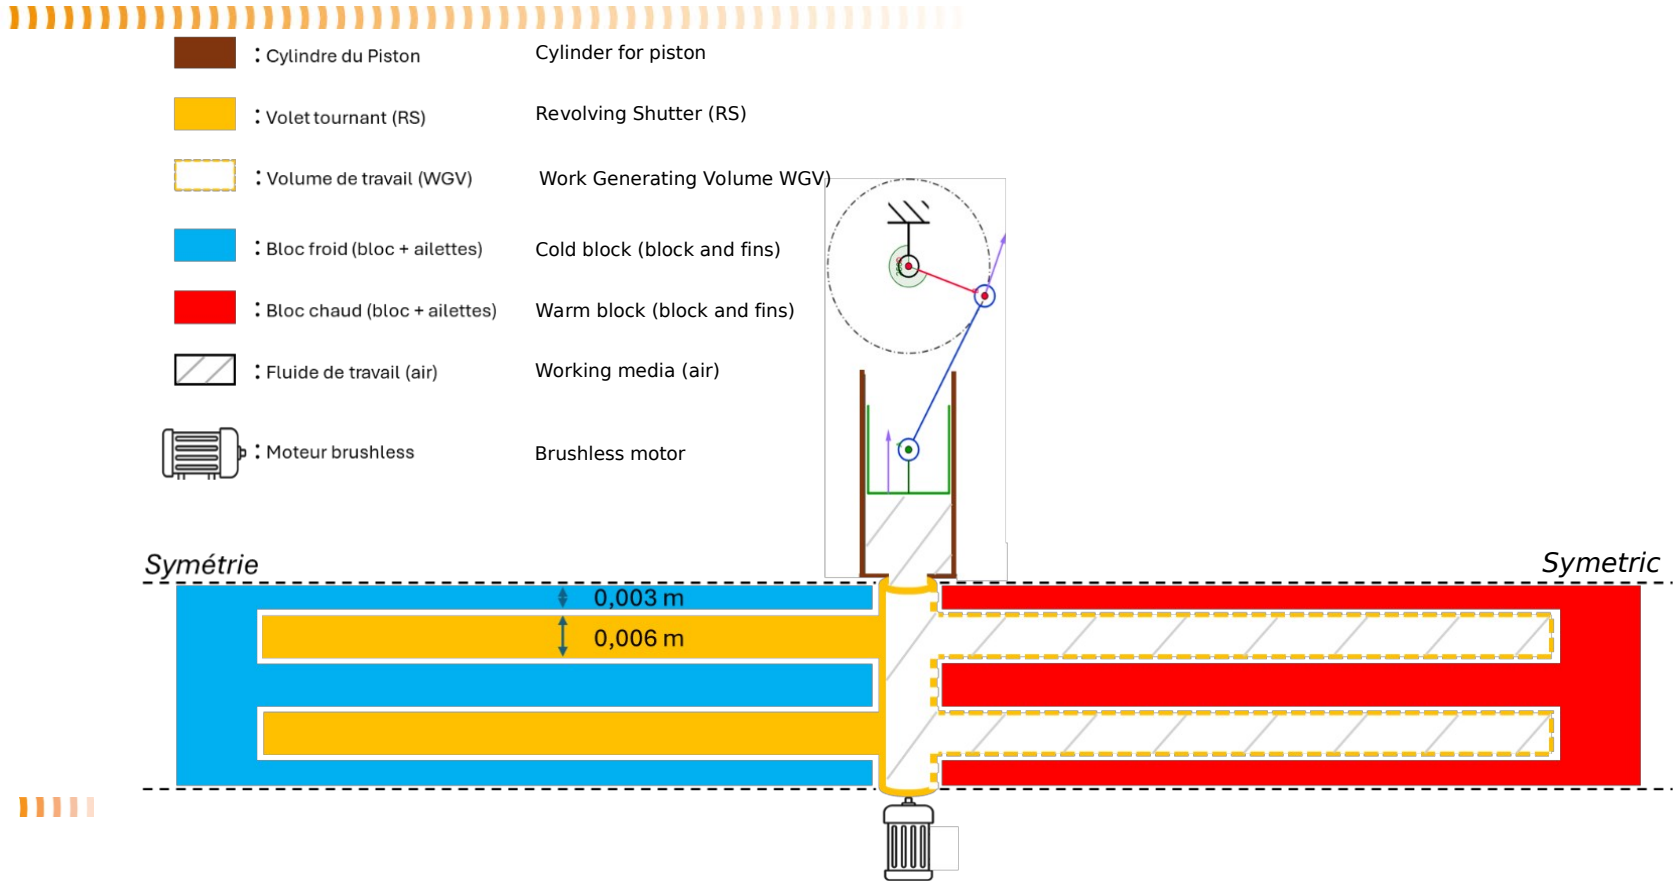 : Cylindre du Piston Cylinder for piston
: Volet tournant (RS) Revolving Shutter (RS)
: Volume de travail (WGV) Work Generating Volume WGV)
: Bloc froid (bloc + ailettes) Cold block (block and fins)
: Bloc chaud (bloc + ailettes) Warm block (block and fins)
: Fluide de travail (air) Working media (air)
: Moteur brushless Brushless motor
Symétrie Symetric
0,003 m
0,006 m